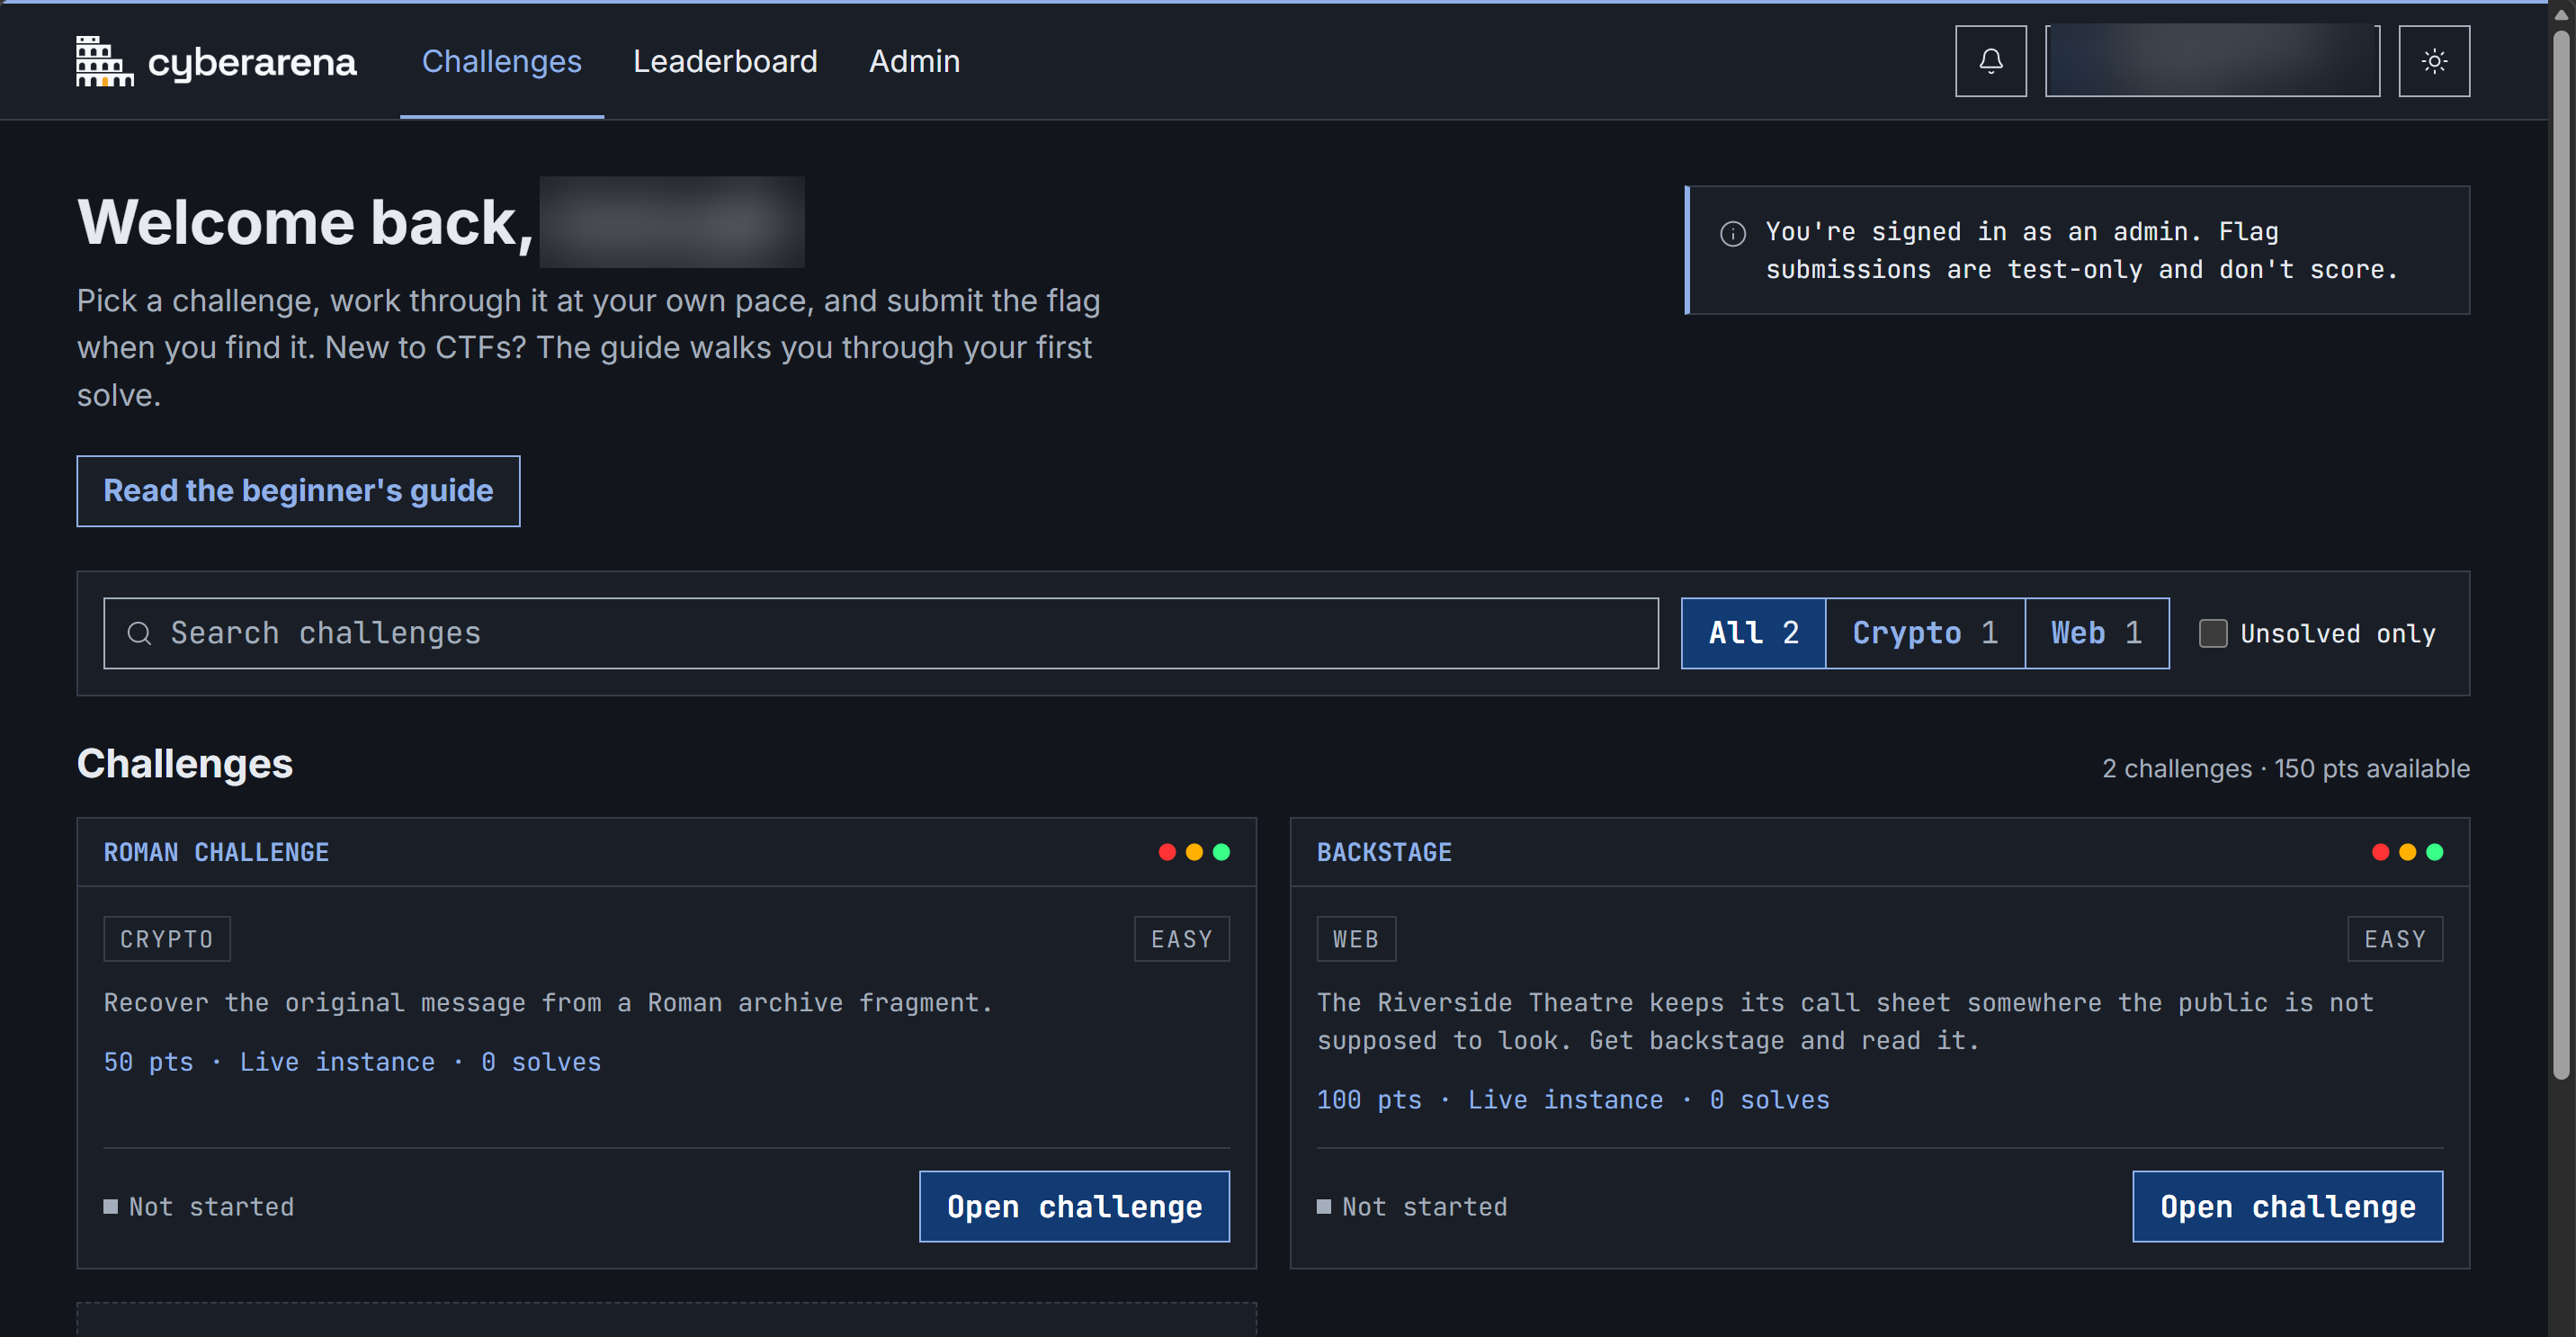 cyberarena
Challenges
Leaderboard
Admin
Welcome back,
You're signed in as an admin. Flag
submissions are test-only and don't score.
Pick a challenge, work through it at your own pace, and submit the flag
when you find it. New to CTFs? The guide walks you through your first
solve.
Read the beginner's guide
Search challenges
All 2
Crypto 1
Web 1
Unsolved only
Challenges
2 challenges · 150 pts available
ROMAN CHALLENGE
CRYPTO
EASY
Recover the original message from a Roman archive fragment.
50 pts · Live instance · 0 solves
Not started
Open challenge
BACKSTAGE
WEB
EASY
The Riverside Theatre keeps its call sheet somewhere the public is not
supposed to look. Get backstage and read it.
100 pts · Live instance · 0 solves
Not started
Open challenge